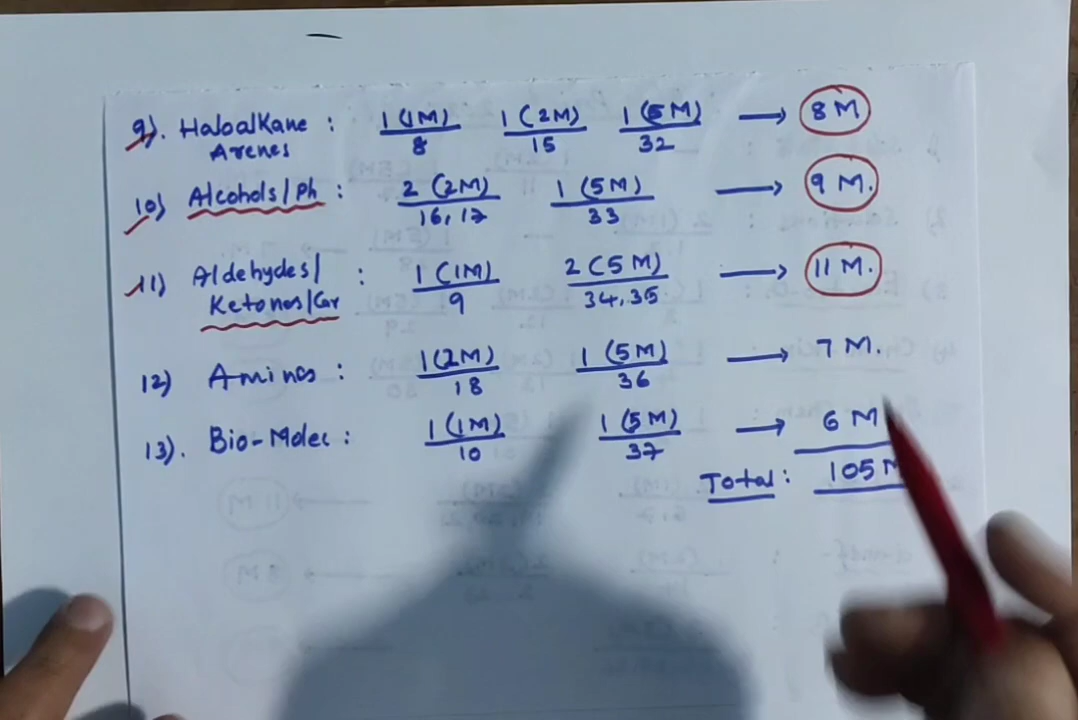 9). Haloalkane : 1 (1M) 1 (2M) 1 (5M) → 8 M
Arenes 8 15 32
10) Alcohols/Ph : 2 (2M) 1 (5M) → 9 M.
16, 17 33
11) Aldehydes/ : 1 (1M) 2 (5M) → 11 M.
Ketones/Car 9 34, 35
12) Amines : 1 (2M) 1 (5M) → 7 M.
18 36
13). Bio-Molec : 1 (1M) 1 (5M) → 6 M
10 37
Total : 105 M